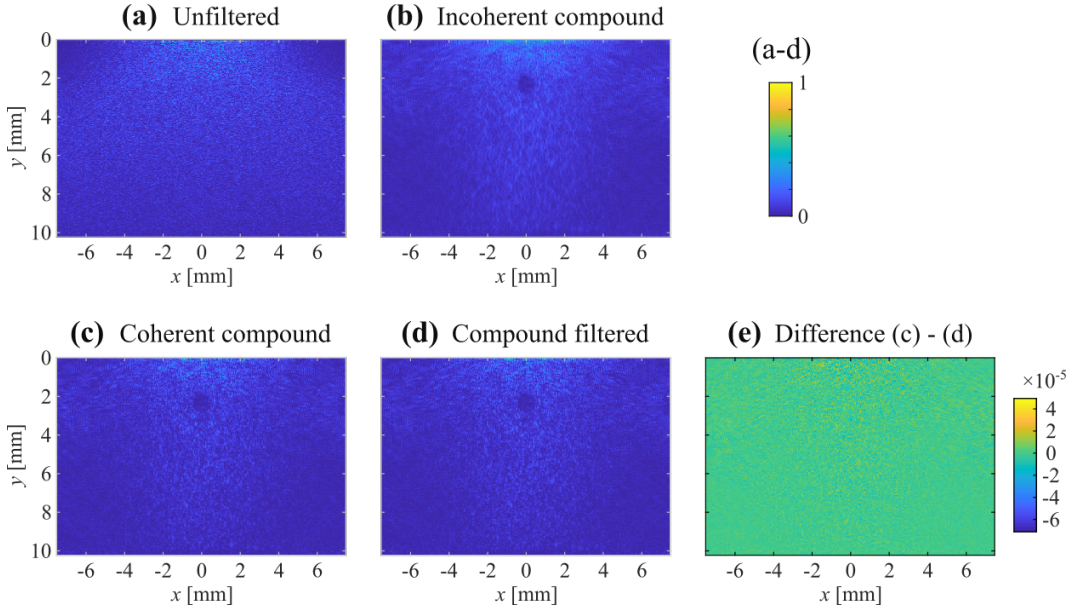 (a) Unfiltered
(b) Incoherent compound
(a-d)
0
2
4
6
8
10
y [mm]
-6 -4 -2 0 2 4 6
x [mm]
-6 -4 -2 0 2 4 6
x [mm]
1
0
(c) Coherent compound
(d) Compound filtered
(e) Difference (c) - (d)
0
2
4
6
8
10
y [mm]
-6 -4 -2 0 2 4 6
x [mm]
-6 -4 -2 0 2 4 6
x [mm]
-6 -4 -2 0 2 4 6
x [mm]
×10⁻⁵
4
2
0
-2
-4
-6